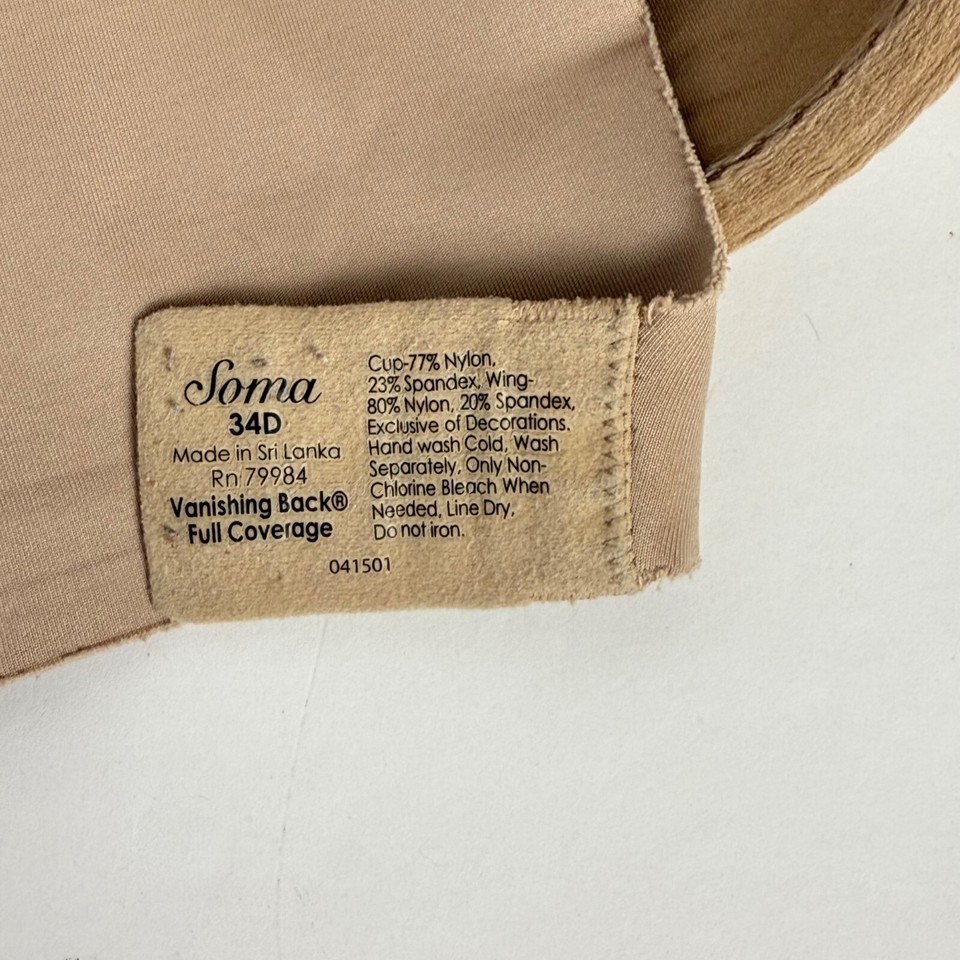 Soma
34D
Made in Sri Lanka
Rn 79984
Vanishing Back®
Full Coverage
Cup-77% Nylon,
23% Spandex, Wing-
80% Nylon, 20% Spandex,
Exclusive of Decorations.
Hand wash Cold, Wash
Separately, Only Non-
Chlorine Bleach When
Needed, Line Dry,
Do not iron.
041501